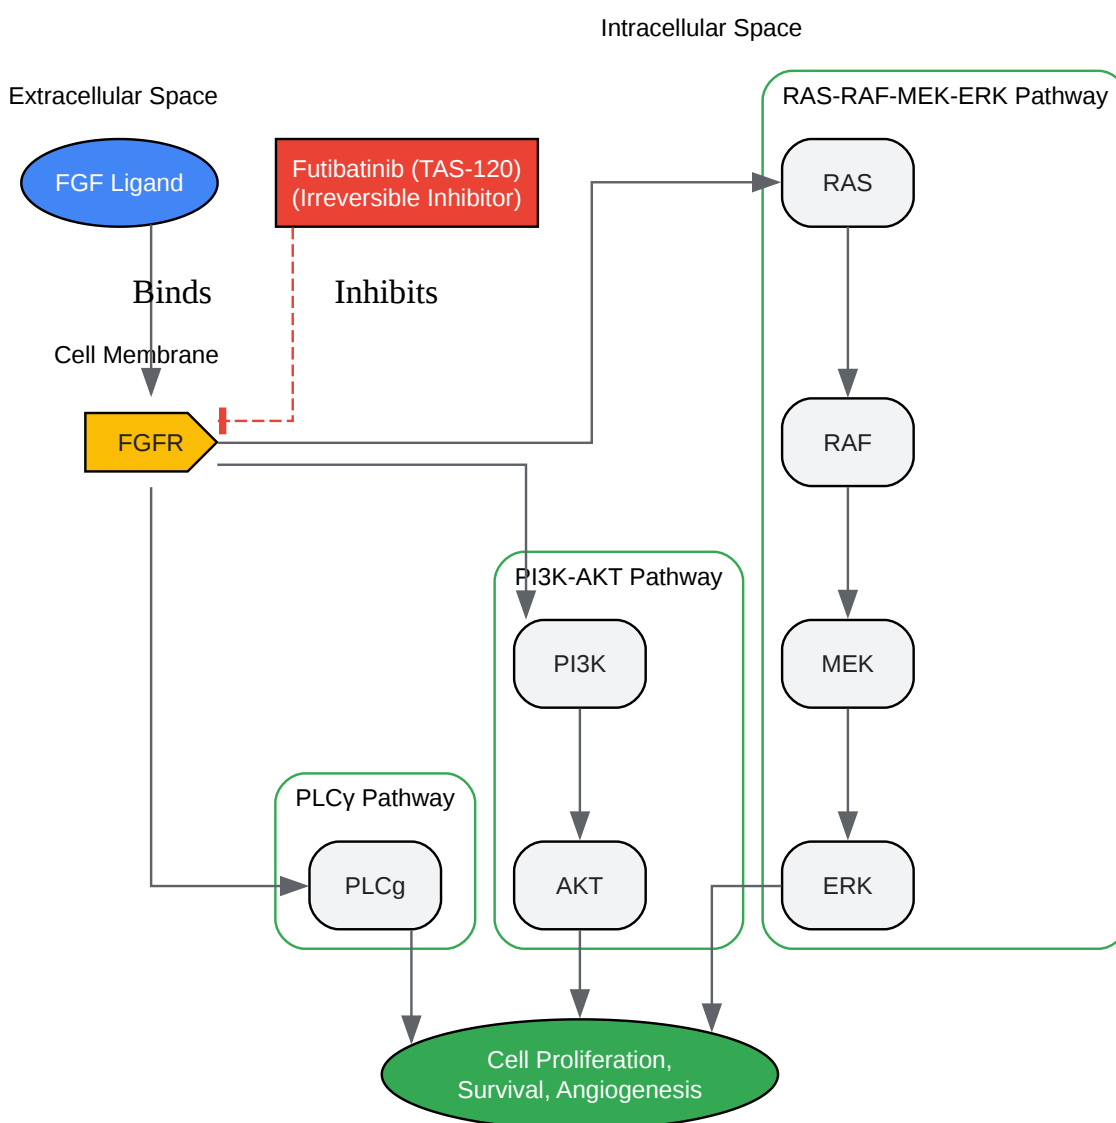 Intracellular Space
Extracellular Space
RAS-RAF-MEK-ERK Pathway
FGF Ligand
Futibatinib (TAS-120)
(Irreversible Inhibitor)
RAS
Binds
Inhibits
Cell Membrane
FGFR
RAF
PI3K-AKT Pathway
PI3K
MEK
PLCγ Pathway
PLCg
AKT
ERK
Cell Proliferation,
Survival, Angiogenesis